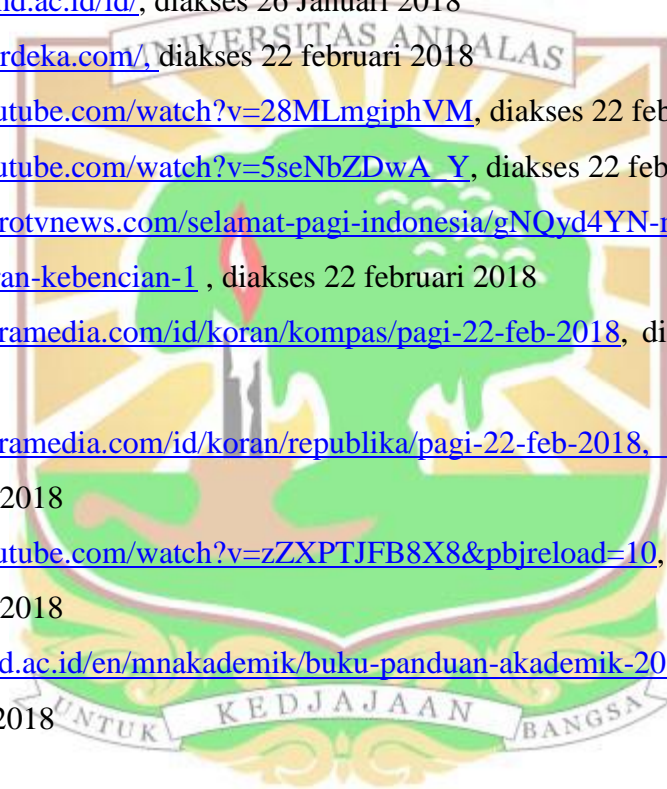 nd.ac.id/id/, diakses 26 Januari 2018
rdeka.com/, diakses 22 februari 2018
UNIVERSITAS ANDALAS
utube.com/watch?v=28MLmgiphVM, diakses 22 feb
utube.com/watch?v=5seNbZDwA_Y, diakses 22 feb
rotvnews.com/selamat-pagi-indonesia/gNQyd4YN-
ran-kebencian-1 , diakses 22 februari 2018
ramedia.com/id/koran/kompas/pagi-22-feb-2018, di
ramedia.com/id/koran/republika/pagi-22-feb-2018,
2018
utube.com/watch?v=zZXPTJFB8X8&pbjreload=10,
2018
d.ac.id/en/mnakademik/buku-panduan-akademik-20
2018
UNTUK KEDJAJAAN BANGSA